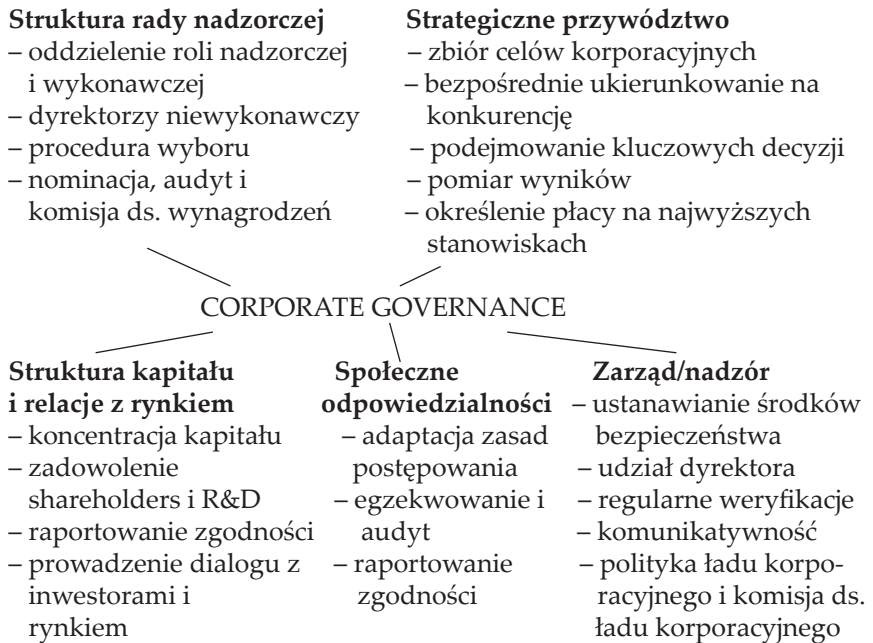 Struktura rady nadzorczej
– oddzielenie roli nadzorczej
i wykonawczej
– dyrektorzy niewykonawczy
– procedura wyboru
– nominacja, audyt i
komisja ds. wynagrodzeń
Strategiczne przywództwo
– zbiór celów korporacyjnych
– bezpośrednie ukierunkowanie na
konkurencję
– podejmowanie kluczowych decyzji
– pomiar wyników
– określenie płacy na najwyższych
stanowiskach
CORPORATE GOVERNANCE
Struktura kapitału
i relacje z rynkiem
– koncentracja kapitału
– zadowolenie
shareholders i R&D
– raportowanie zgodności
– prowadzenie dialogu z
inwestorami i
rynkiem
Społeczne
odpowiedzialności
– adaptacja zasad
postępowania
– egzekwowanie i
audyt
– raportowanie
zgodności
Zarząd/nadzór
– ustanawianie środków
bezpieczeństwa
– udział dyrektora
– regularne weryfikacje
– komunikatywność
– polityka ładu korpo-
racyjnego i komisja ds.
ładu korporacyjnego